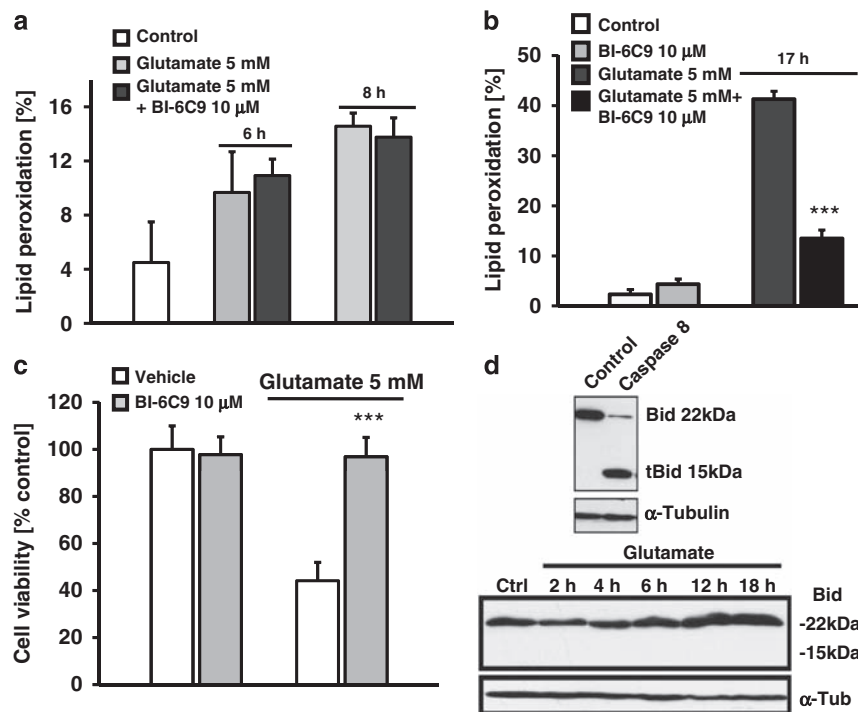 a
Control
Glutamate 5 mM
Glutamate 5 mM
+ BI-6C9 10 μM
Lipid peroxidation [%]
16
12
8
4
0
6 h
8 h
b
Control
BI-6C9 10 μM
Glutamate 5 mM
Glutamate 5 mM+
BI-6C9 10 μM
Lipid peroxidation [%]
50
40
30
20
10
0
17 h
***
c
Vehicle
BI-6C9 10 μM
Glutamate 5 mM
***
Cell viability [% control]
120
100
80
60
40
20
0
d
Control
Caspase 8
Bid 22kDa
tBid 15kDa
α-Tubulin
Glutamate
Ctrl 2 h 4 h 6 h 12 h 18 h
Bid
-22kDa
-15kDa
α-Tub